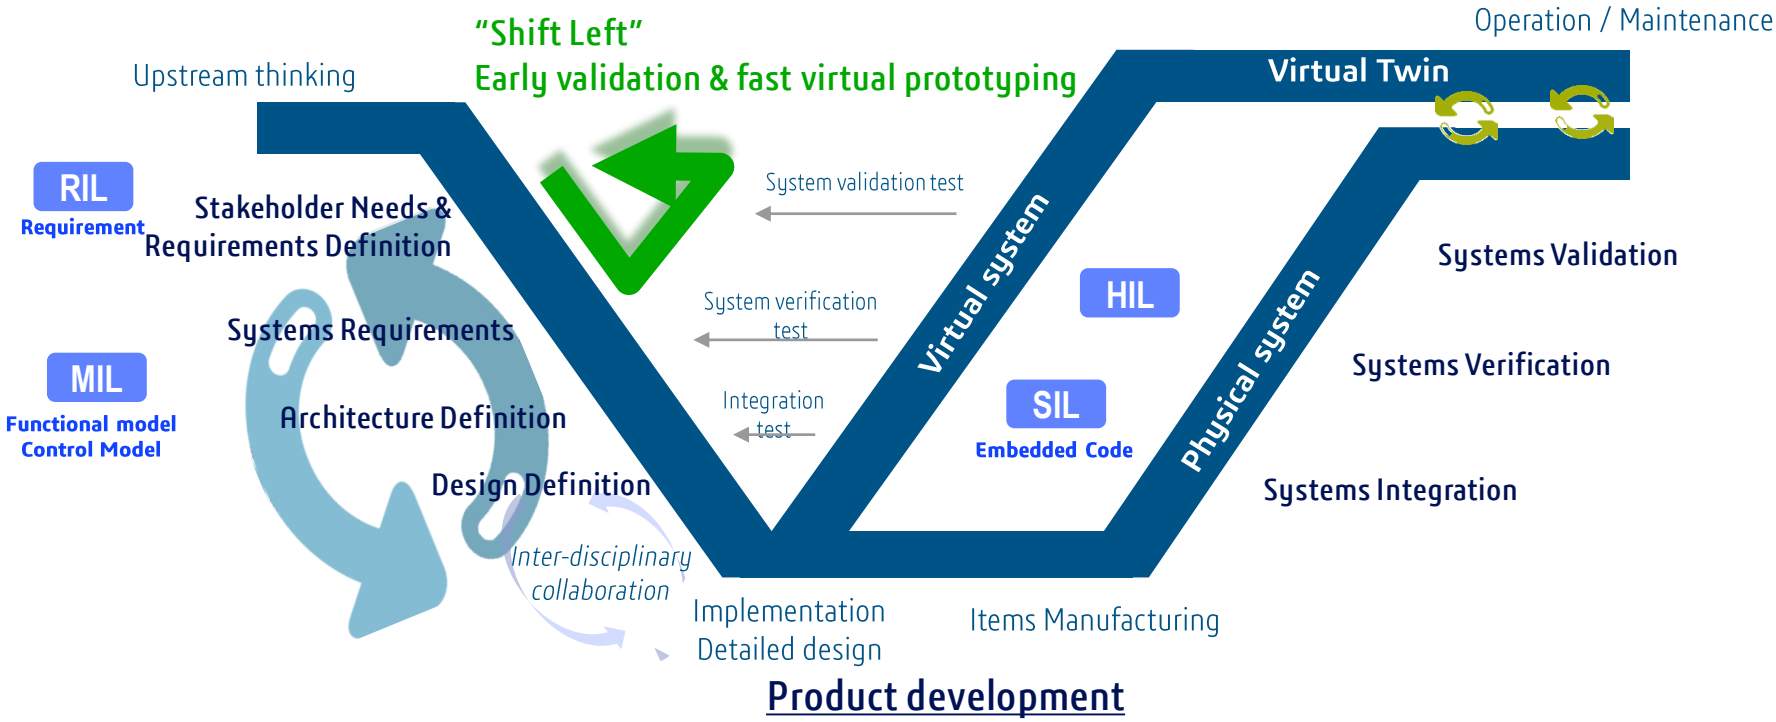 Operation / Maintenance
“Shift Left”
Early validation & fast virtual prototyping
Upstream thinking
Virtual Twin
RIL
Requirement
Stakeholder Needs &
Requirements Definition
System validation test
Virtual system
Systems Validation
HIL
System verification
test
Systems Requirements
Physical system
Systems Verification
MIL
Functional model
Control Model
Architecture Definition
Integration
test
SIL
Embedded Code
Design Definition
Systems Integration
Inter-disciplinary
collaboration
Implementation
Detailed design
Items Manufacturing
Product development